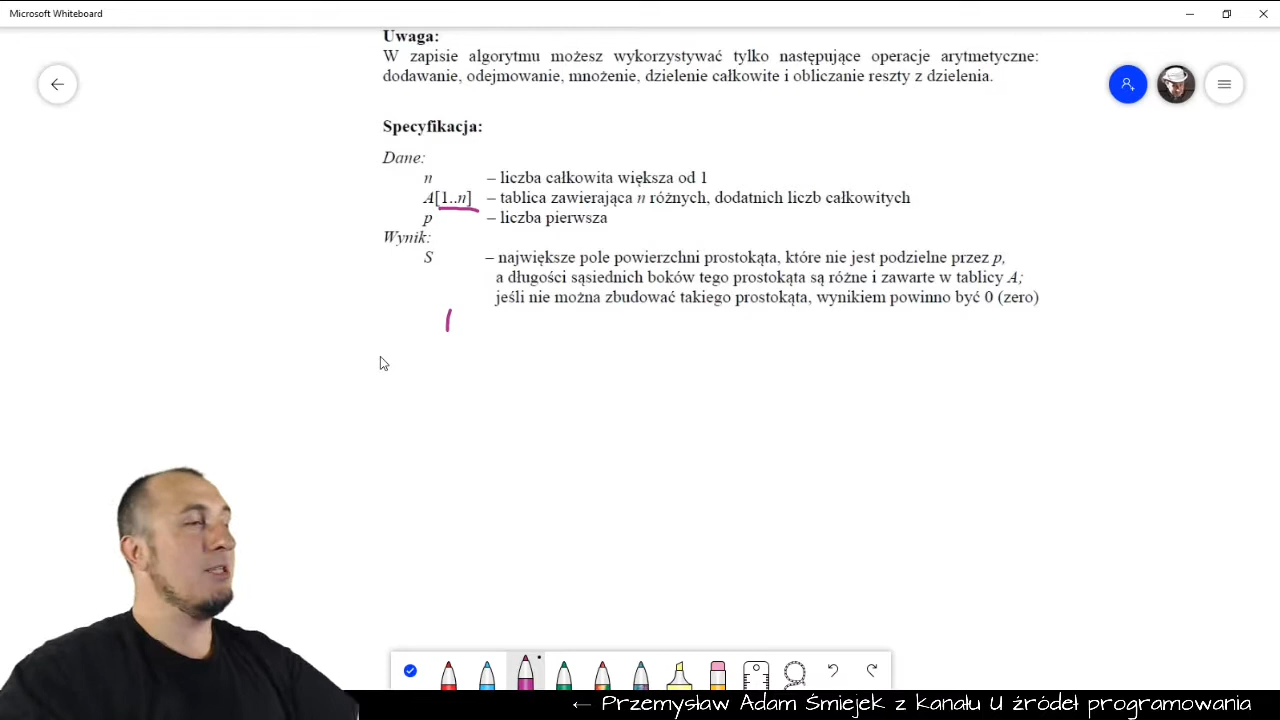 Microsoft Whiteboard
Uwaga:
W zapisie algorytmu możesz wykorzystywać tylko następujące operacje arytmetyczne:
dodawanie, odejmowanie, mnożenie, dzielenie całkowite i obliczanie reszty z dzielenia.
Specyfikacja:
Dane:
n – liczba całkowita większa od 1
A[1..n] – tablica zawierająca n różnych, dodatnich liczb całkowitych
p – liczba pierwsza
Wynik:
S – największe pole powierzchni prostokąta, które nie jest podzielne przez p,
a długości sąsiednich boków tego prostokąta są różne i zawarte w tablicy A;
jeśli nie można zbudować takiego prostokąta, wynikiem powinno być 0 (zero)
← Przemysław Adam Śmiejek z kanału U źródeł programowania